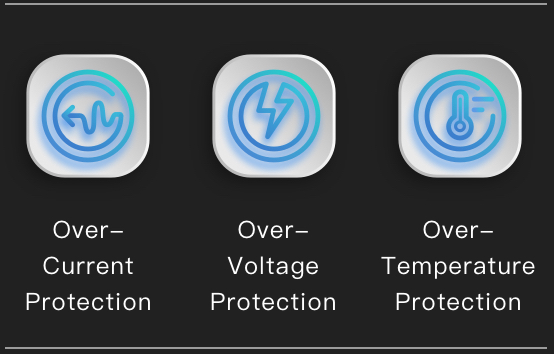 Over–
Current
Protection
Over–
Voltage
Protection
Over–
Temperature
Protection